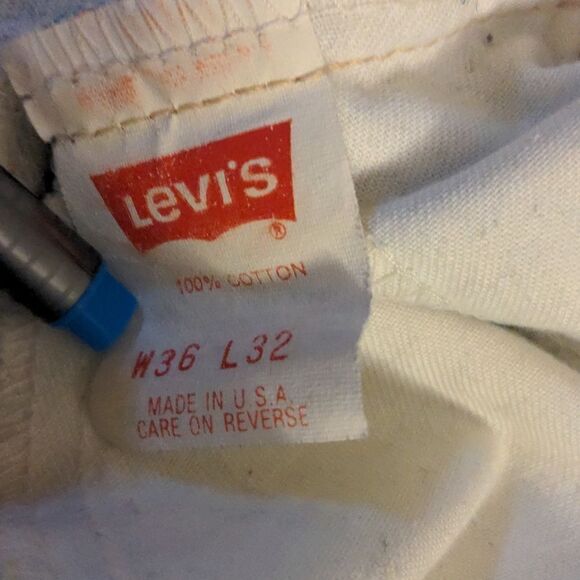 Levi's
®
100% COTTON
W36 L32
MADE IN U.S.A.
CARE ON REVERSE